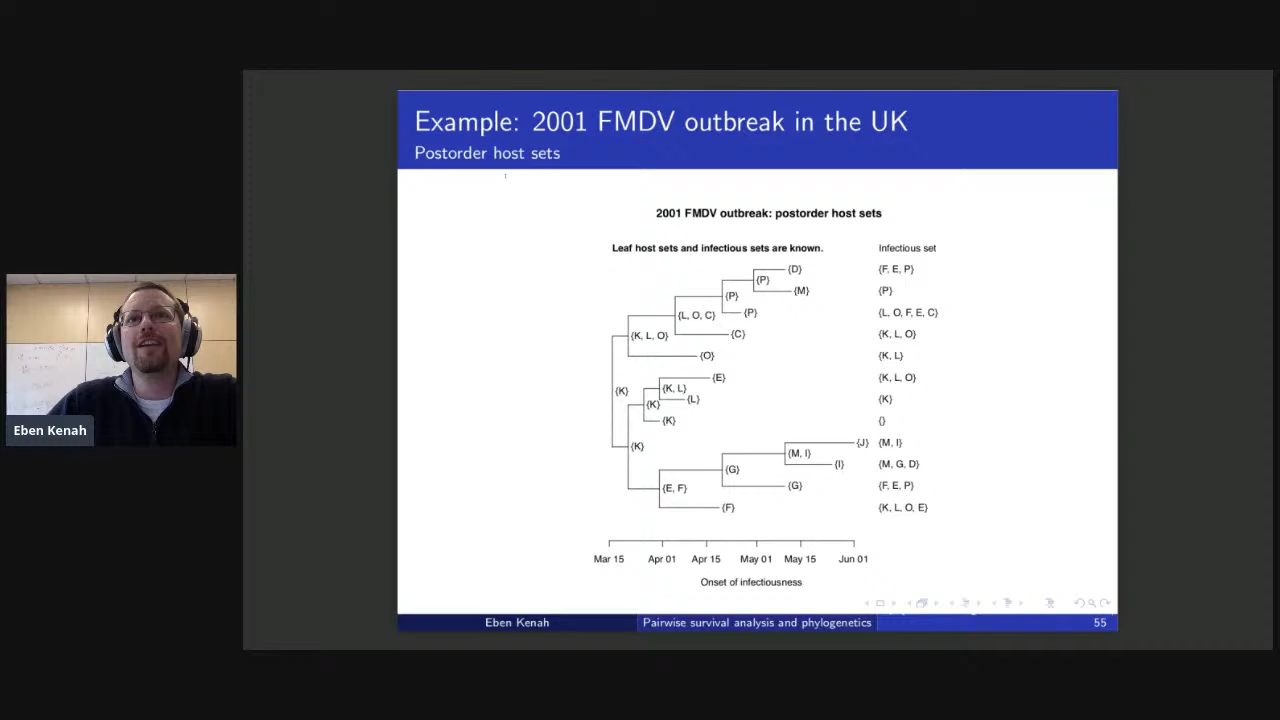 Example: 2001 FMDV outbreak in the UK
Postorder host sets
2001 FMDV outbreak: postorder host sets
Leaf host sets and infectious sets are known. Infectious set
{D} {F, E, P}
{P}
{M} {P}
{P}
{P} {L, O, F, E, C}
{L, O, C}
{C} {K, L, O}
{K, L, O}
{O} {K, L}
{E} {K, L, O}
{K, L}
{K}
{L} {K}
{K}
{K} {}
{J} {M, I}
{K}
{M, I}
{I} {M, G, D}
{G}
{G} {F, E, P}
{E, F}
{F} {K, L, O, E}
Mar 15 Apr 01 Apr 15 May 01 May 15 Jun 01
Onset of infectiousness
Eben Kenah
Eben Kenah Pairwise survival analysis and phylogenetics 55